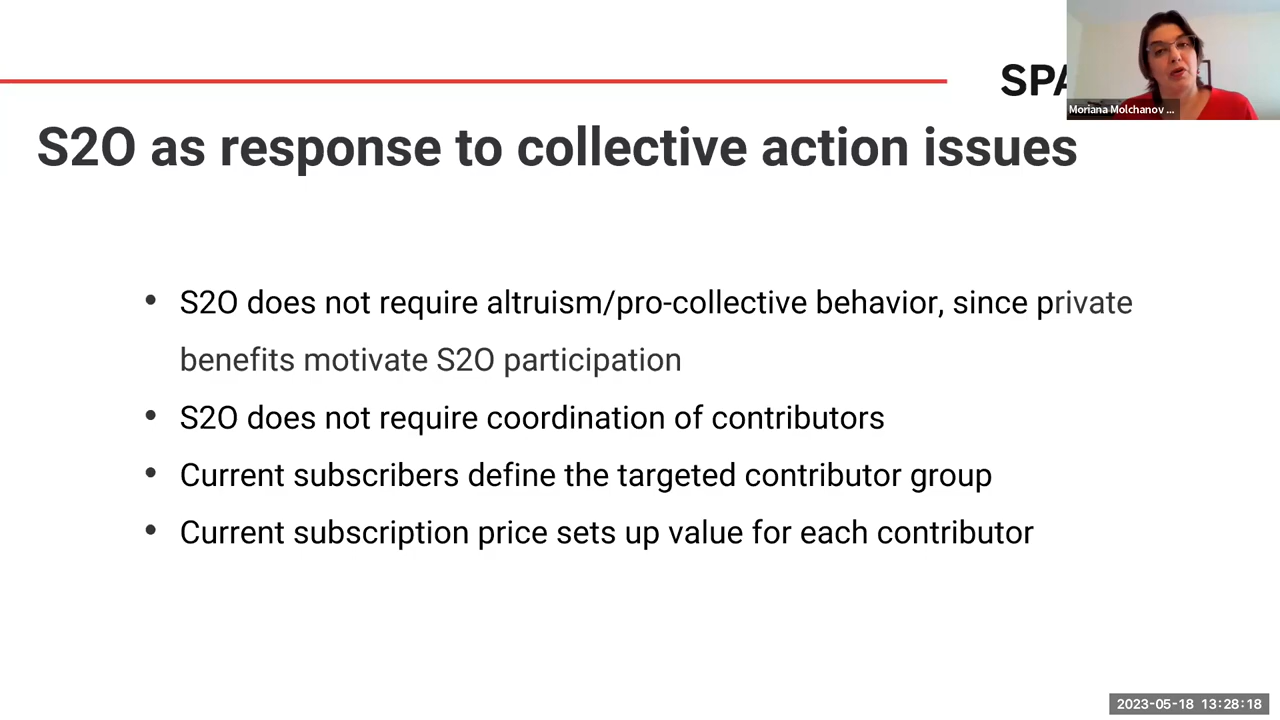 SPA
Moriana Molchanov ...
S2O as response to collective action issues
• S2O does not require altruism/pro-collective behavior, since private
benefits motivate S2O participation
• S2O does not require coordination of contributors
• Current subscribers define the targeted contributor group
• Current subscription price sets up value for each contributor
2023-05-18 13:28:18